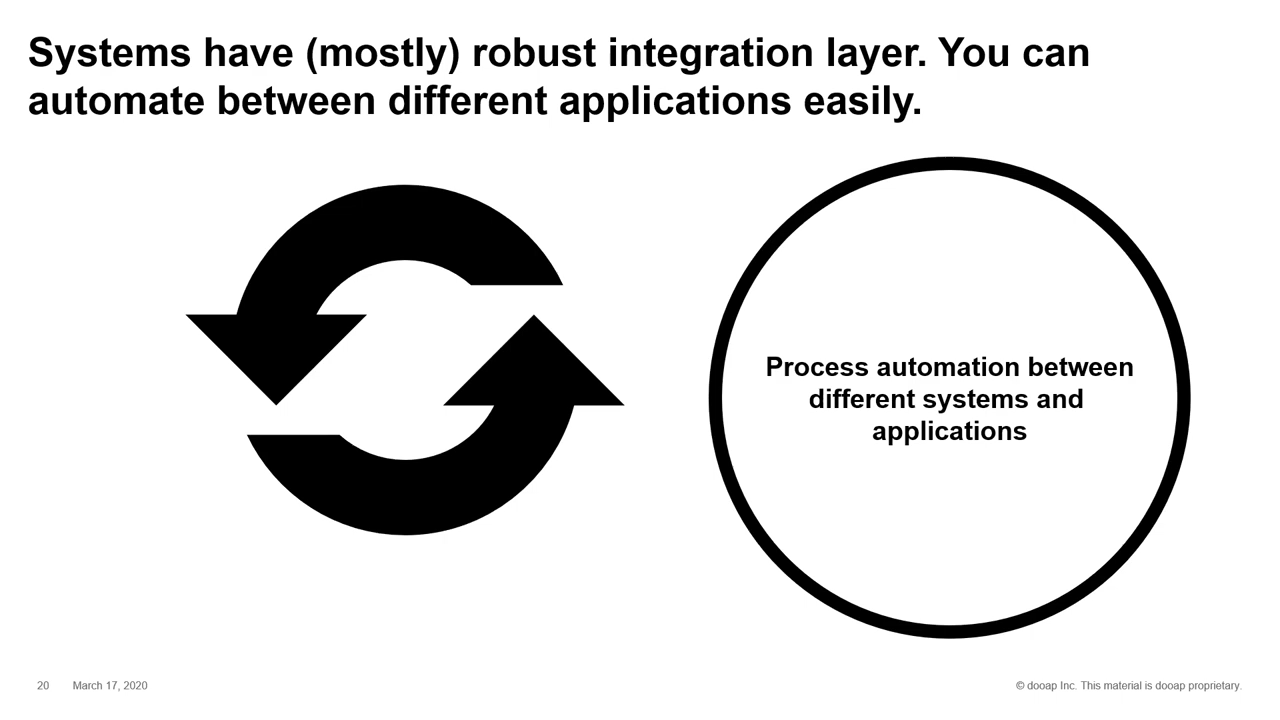 Systems have (mostly) robust integration layer. You can
automate between different applications easily.
Process automation between
different systems and
applications
20 March 17, 2020
© dooap Inc. This material is dooap proprietary.